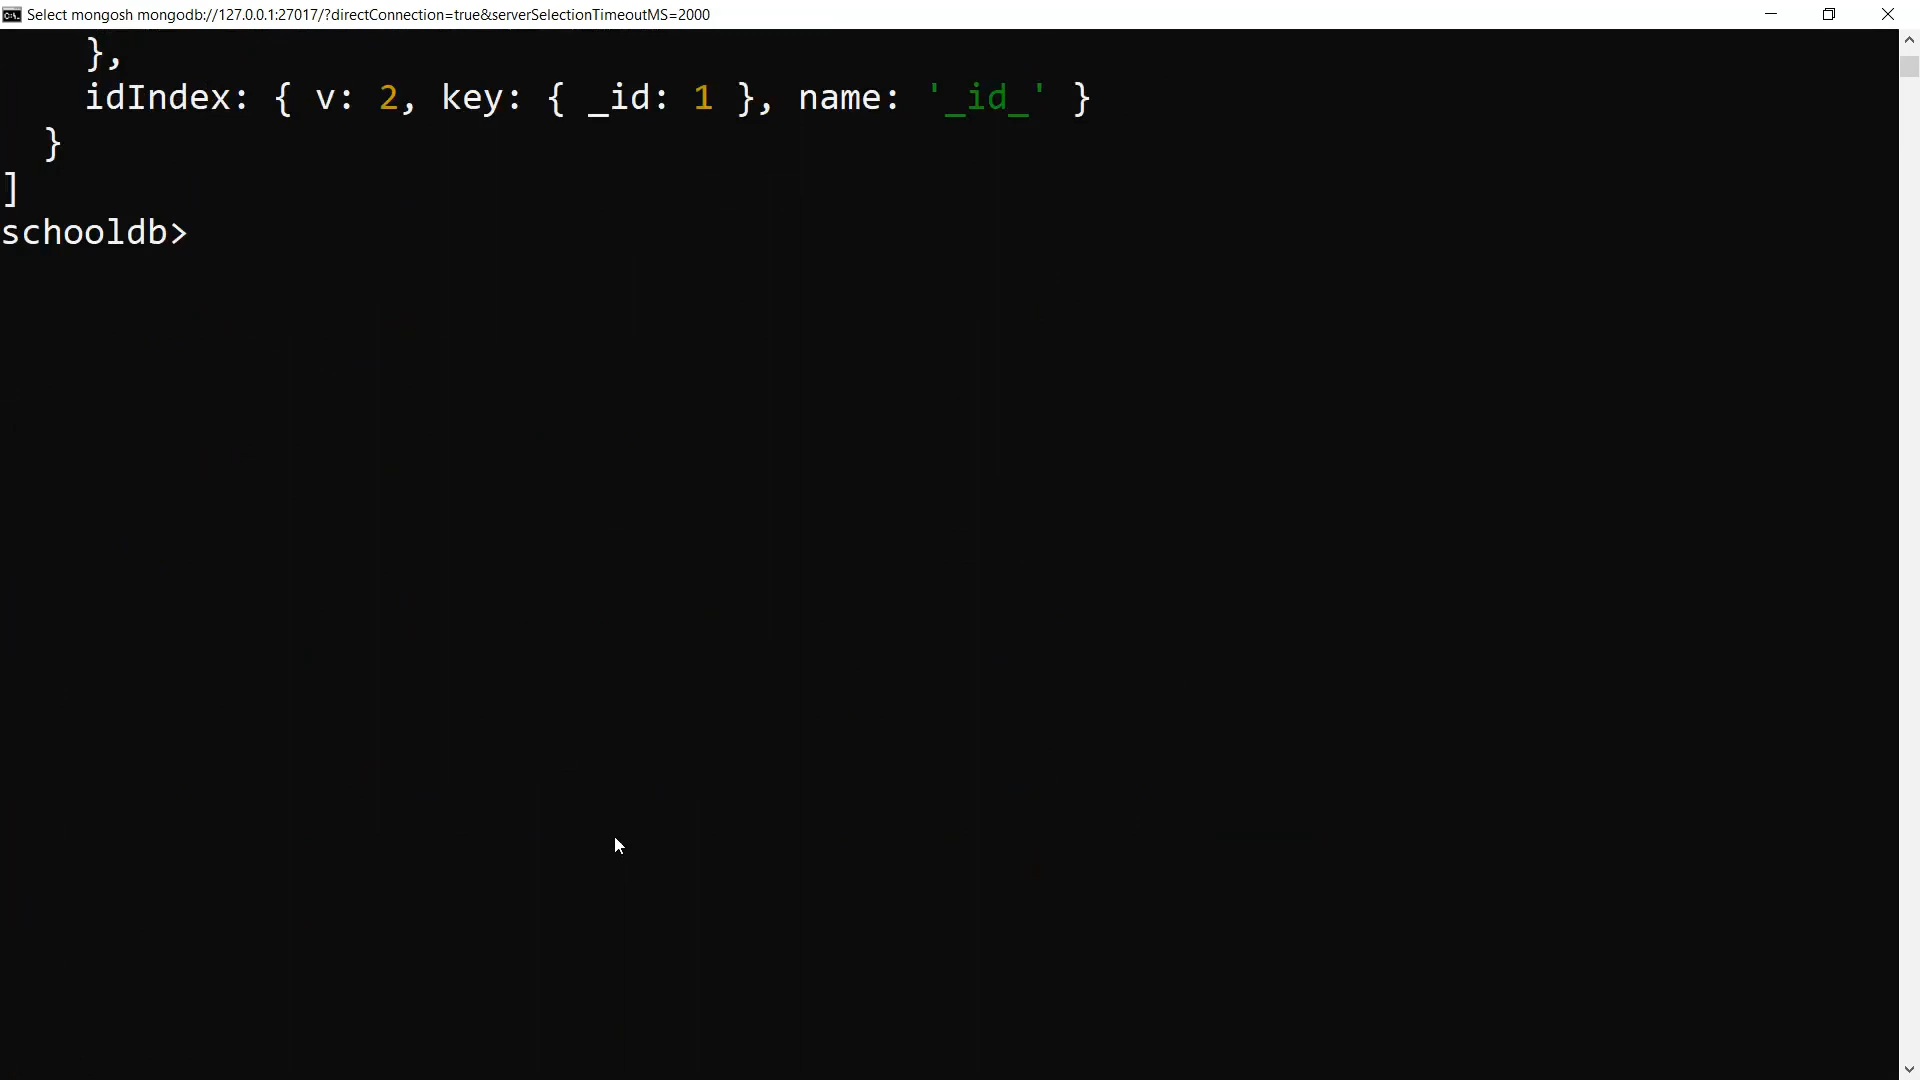 Select mongosh mongodb://127.0.0.1:27017/?directConnection=true&serverSelectionTimeoutMS=2000
},
idIndex: { v: 2, key: { _id: 1 }, name: '_id_' }
}
]
schooldb>